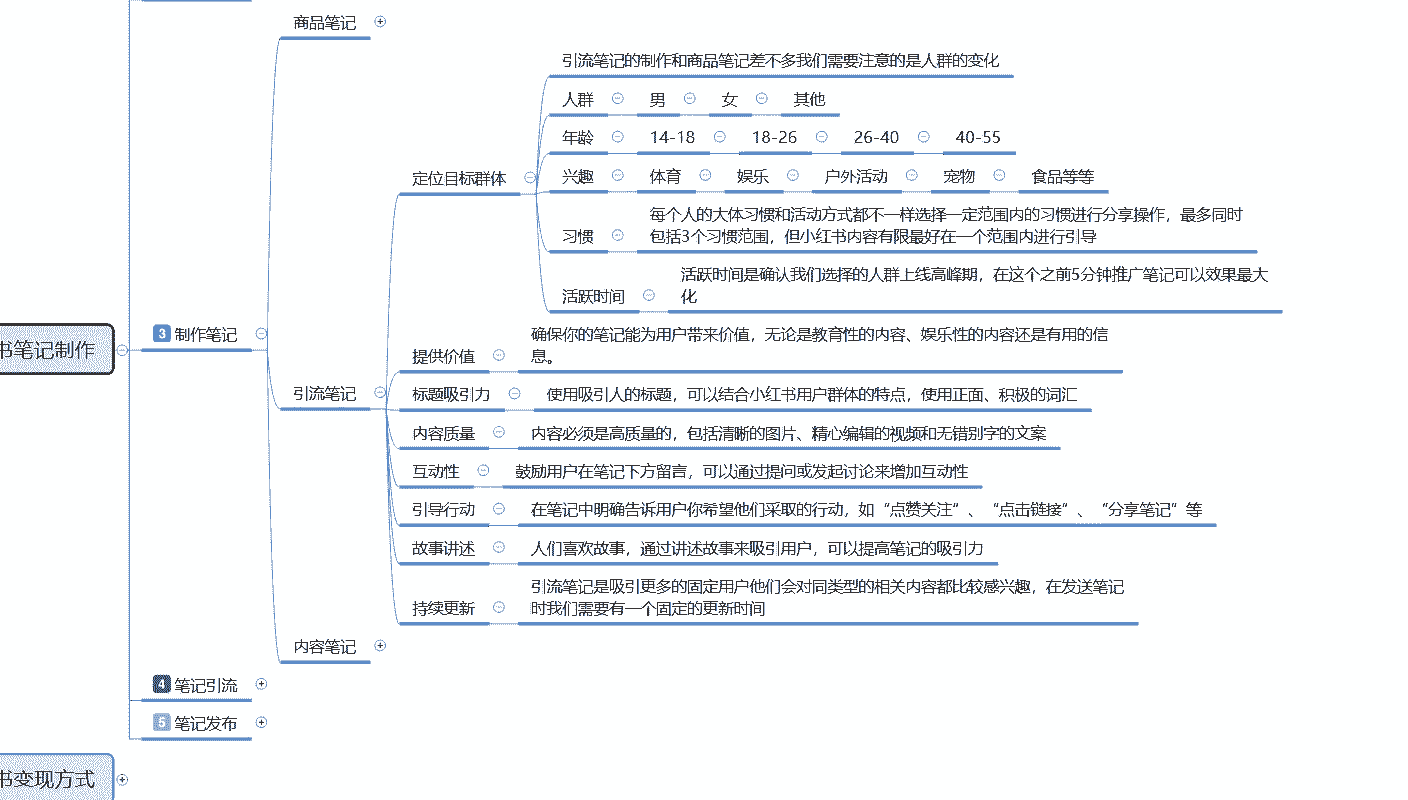 商品笔记
引流笔记的制作和商品笔记差不多我们需要注意的是人群的变化
人群 男 女 其他
年龄 14-18 18-26 26-40 40-55
定位目标群体
兴趣 体育 娱乐 户外活动 宠物 食品等等
每个人的大体习惯和活动方式都不一样选择一定范围内的习惯进行分享操作，最多同时
习惯 包括3个习惯范围，但小红书内容有限最好在一个范围内进行引导
活跃时间是确认我们选择的人群上线高峰期，在这个之前5分钟推广笔记可以效果最大
活跃时间 化
3 制作笔记
确保你的笔记能为用户带来价值，无论是教育性的内容、娱乐性的内容还是有用的信
书笔记制作
提供价值 息。
引流笔记
标题吸引力 使用吸引人的标题，可以结合小红书用户群体的特点，使用正面、积极的词汇
内容质量 内容必须是高质量的，包括清晰的图片、精心编辑的视频和无错别字的文案
互动性 鼓励用户在笔记下方留言，可以通过提问或发起讨论来增加互动性
引导行动 在笔记中明确告诉用户你希望他们采取的行动，如“点赞关注”、“点击链接”、“分享笔记”等
故事讲述 人们喜欢故事，通过讲述故事来吸引用户，可以提高笔记的吸引力
引流笔记是吸引更多的固定用户他们会对同类型的相关内容都比较感兴趣，在发送笔记
持续更新 时我们需要有一个固定的更新时间
内容笔记
4 笔记引流
5 笔记发布
书变现方式